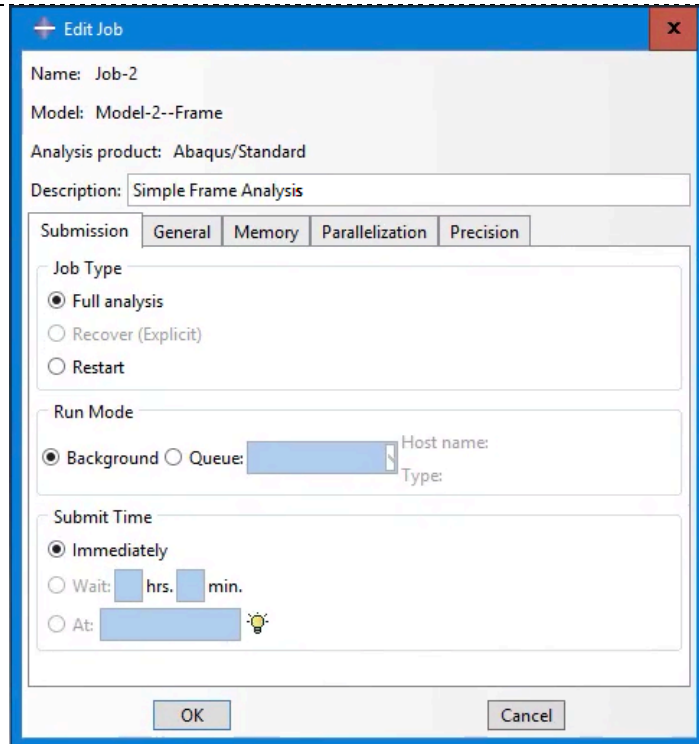 Edit Job
Name: Job-2
Model: Model-2--Frame
Analysis product: Abaqus/Standard
Description: Simple Frame Analysis
Submission General Memory Parallelization Precision
Job Type
Full analysis
Recover (Explicit)
Restart
Run Mode
Background Queue: Host name:
Type:
Submit Time
Immediately
Wait: hrs. min.
At:
OK Cancel